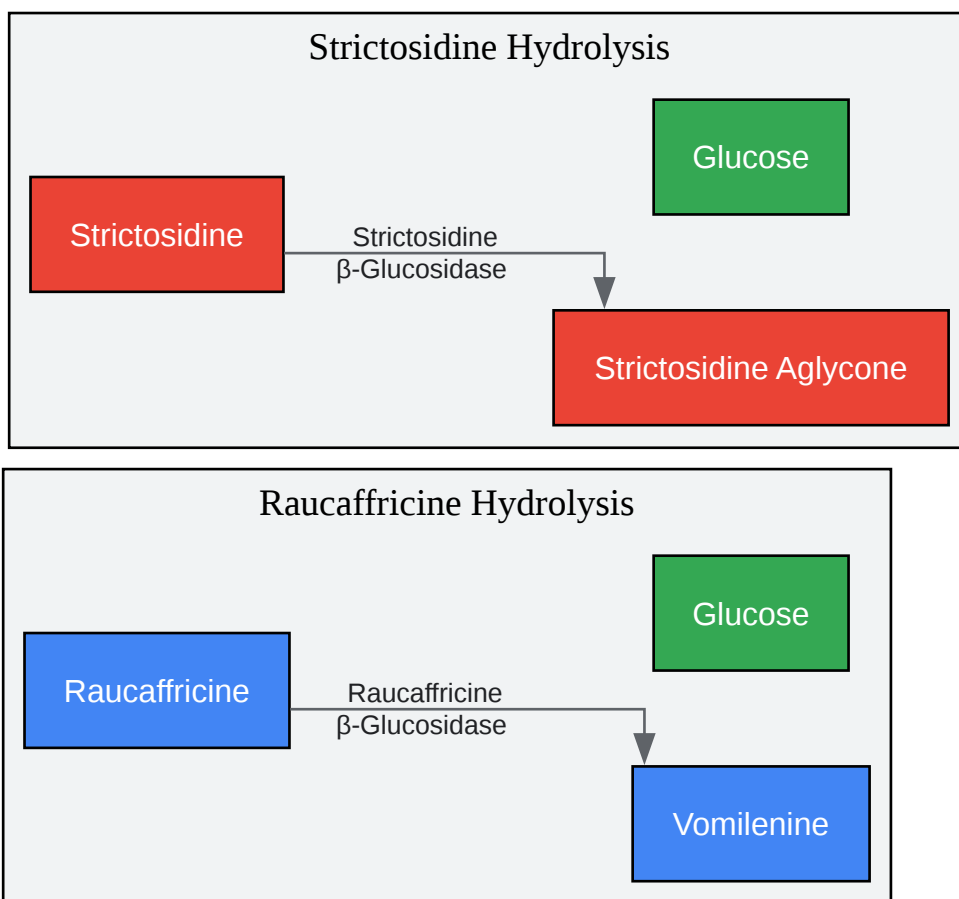 Strictosidine Hydrolysis
Glucose
Strictosidine
Strictosidine
β-Glucosidase
Strictosidine Aglycone
Raucaffricine Hydrolysis
Glucose
Raucaffricine
Raucaffricine
β-Glucosidase
Vomilenine